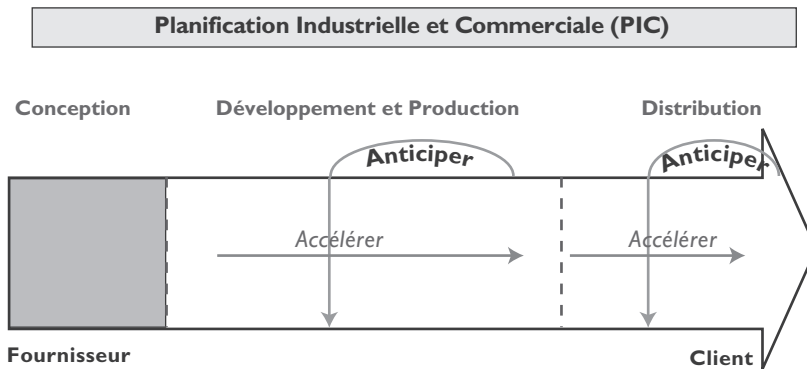 Planification Industrielle et Commerciale (PIC)
Conception
Développement et Production
Distribution
Anticiper
Anticiper
Accélérer
Accélérer
Fournisseur
Client